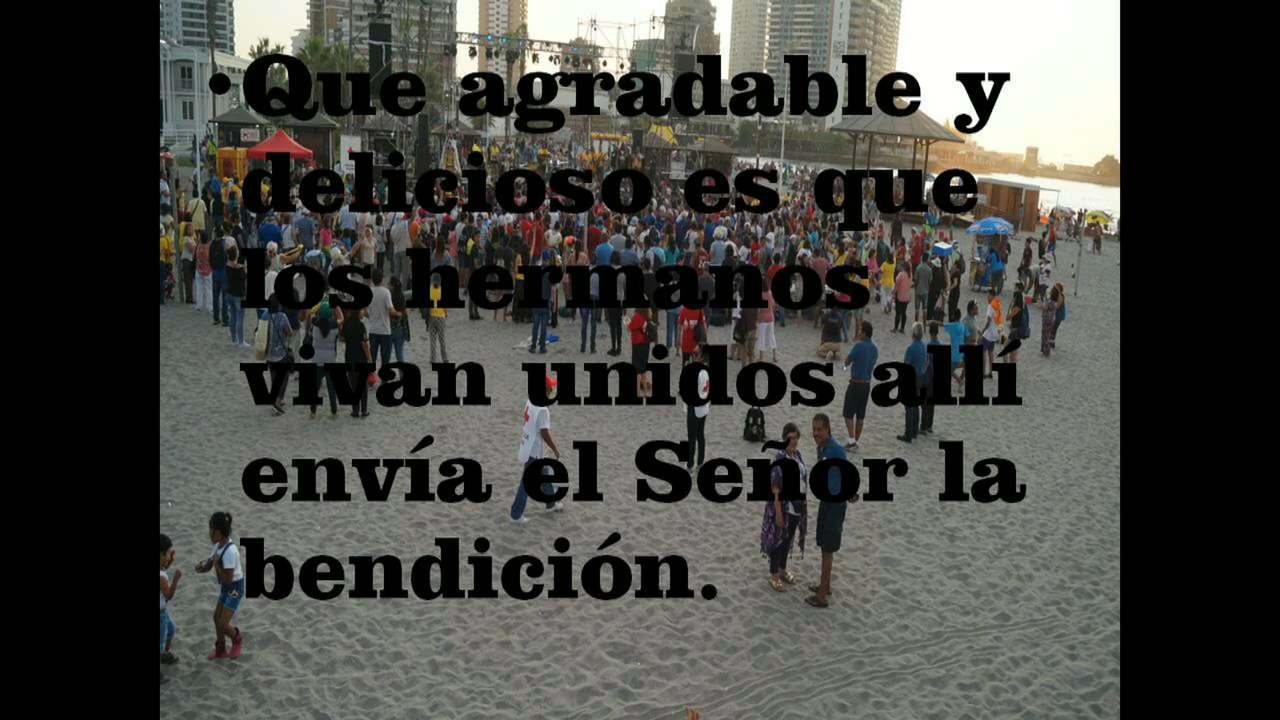 •Que agradable y
delicioso es que
los hermanos
vivan unidos allí
envía el Señor la
bendición.